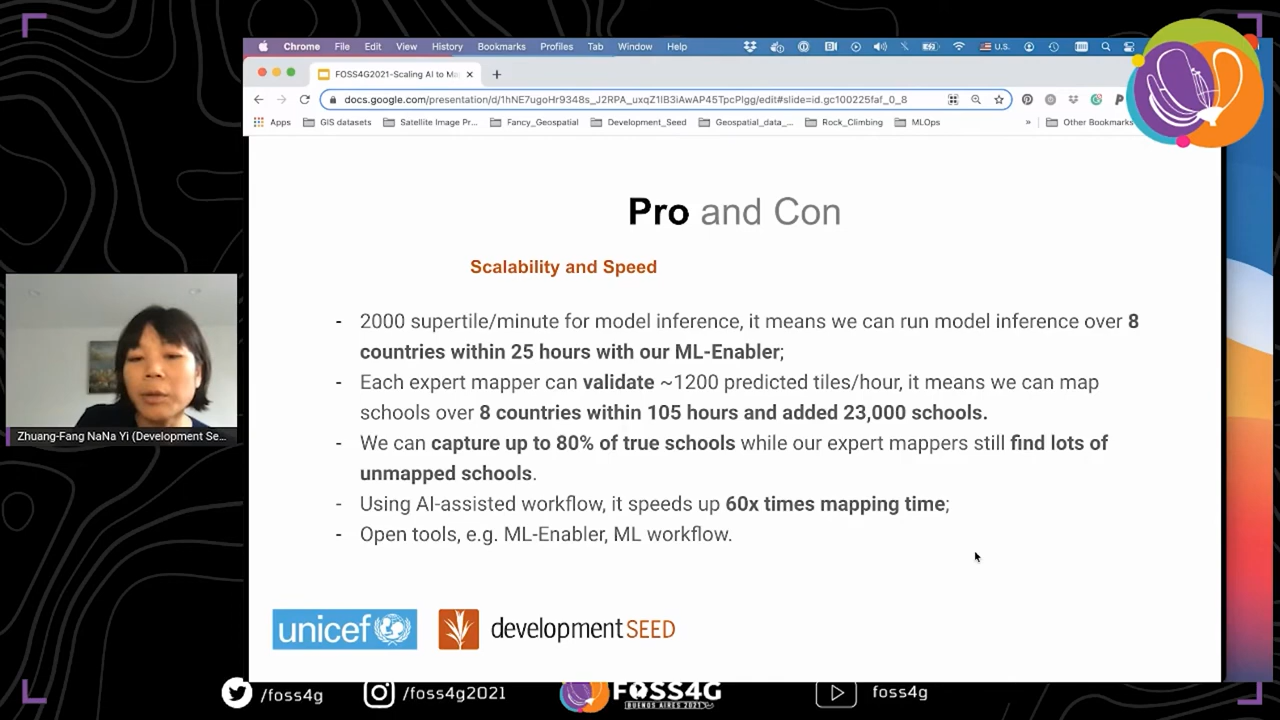 Chrome File Edit View History Bookmarks Profiles Tab Window Help U.S.
FOSS4G2021-Scaling AI to Ma
docs.google.com/presentation/d/1hNE7ugoHr9348s_J2RPA_uxqZ1IB3iAwAP45TpcPlgg/edit#slide=id.gc100225faf_0_8
Apps GIS datasets Satellite Image Pr... Fancy_Geospatial Development_Seed Geospatial_data_... Rock_Climbing MLOps » Other Bookmarks
Pro and Con
Scalability and Speed
- 2000 supertile/minute for model inference, it means we can run model inference over 8
countries within 25 hours with our ML-Enabler;
- Each expert mapper can validate ~1200 predicted tiles/hour, it means we can map
schools over 8 countries within 105 hours and added 23,000 schools.
- We can capture up to 80% of true schools while our expert mappers still find lots of
unmapped schools.
- Using AI-assisted workflow, it speeds up 60x times mapping time;
- Open tools, e.g. ML-Enabler, ML workflow.
Zhuang-Fang NaNa Yi (Development Se...
unicef developmentSEED
/foss4g /foss4g2021 FOSS4G foss4g
BUENOS AIRES 2021